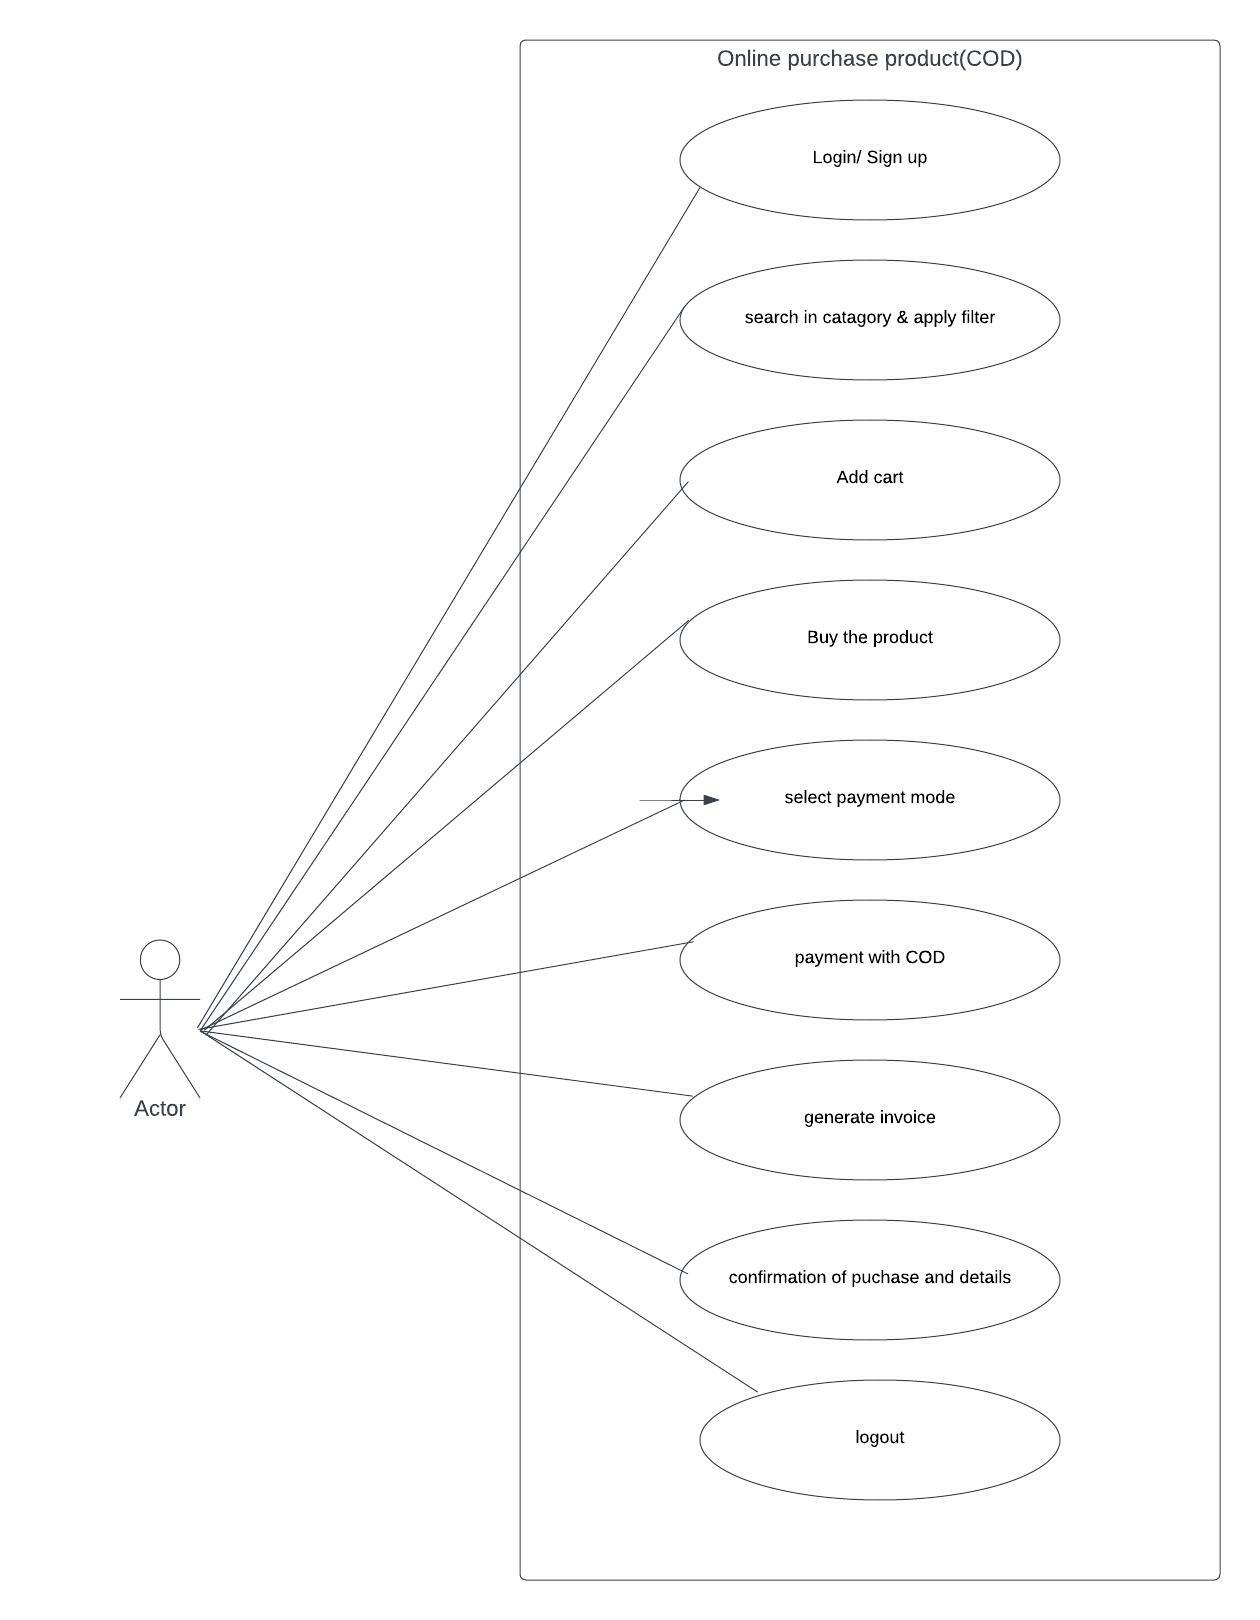 Online purchase product(COD)
Login/ Sign up
search in catagory & apply filter
Add cart
Buy the product
select payment mode
payment with COD
generate invoice
confirmation of puchase and details
logout
Actor